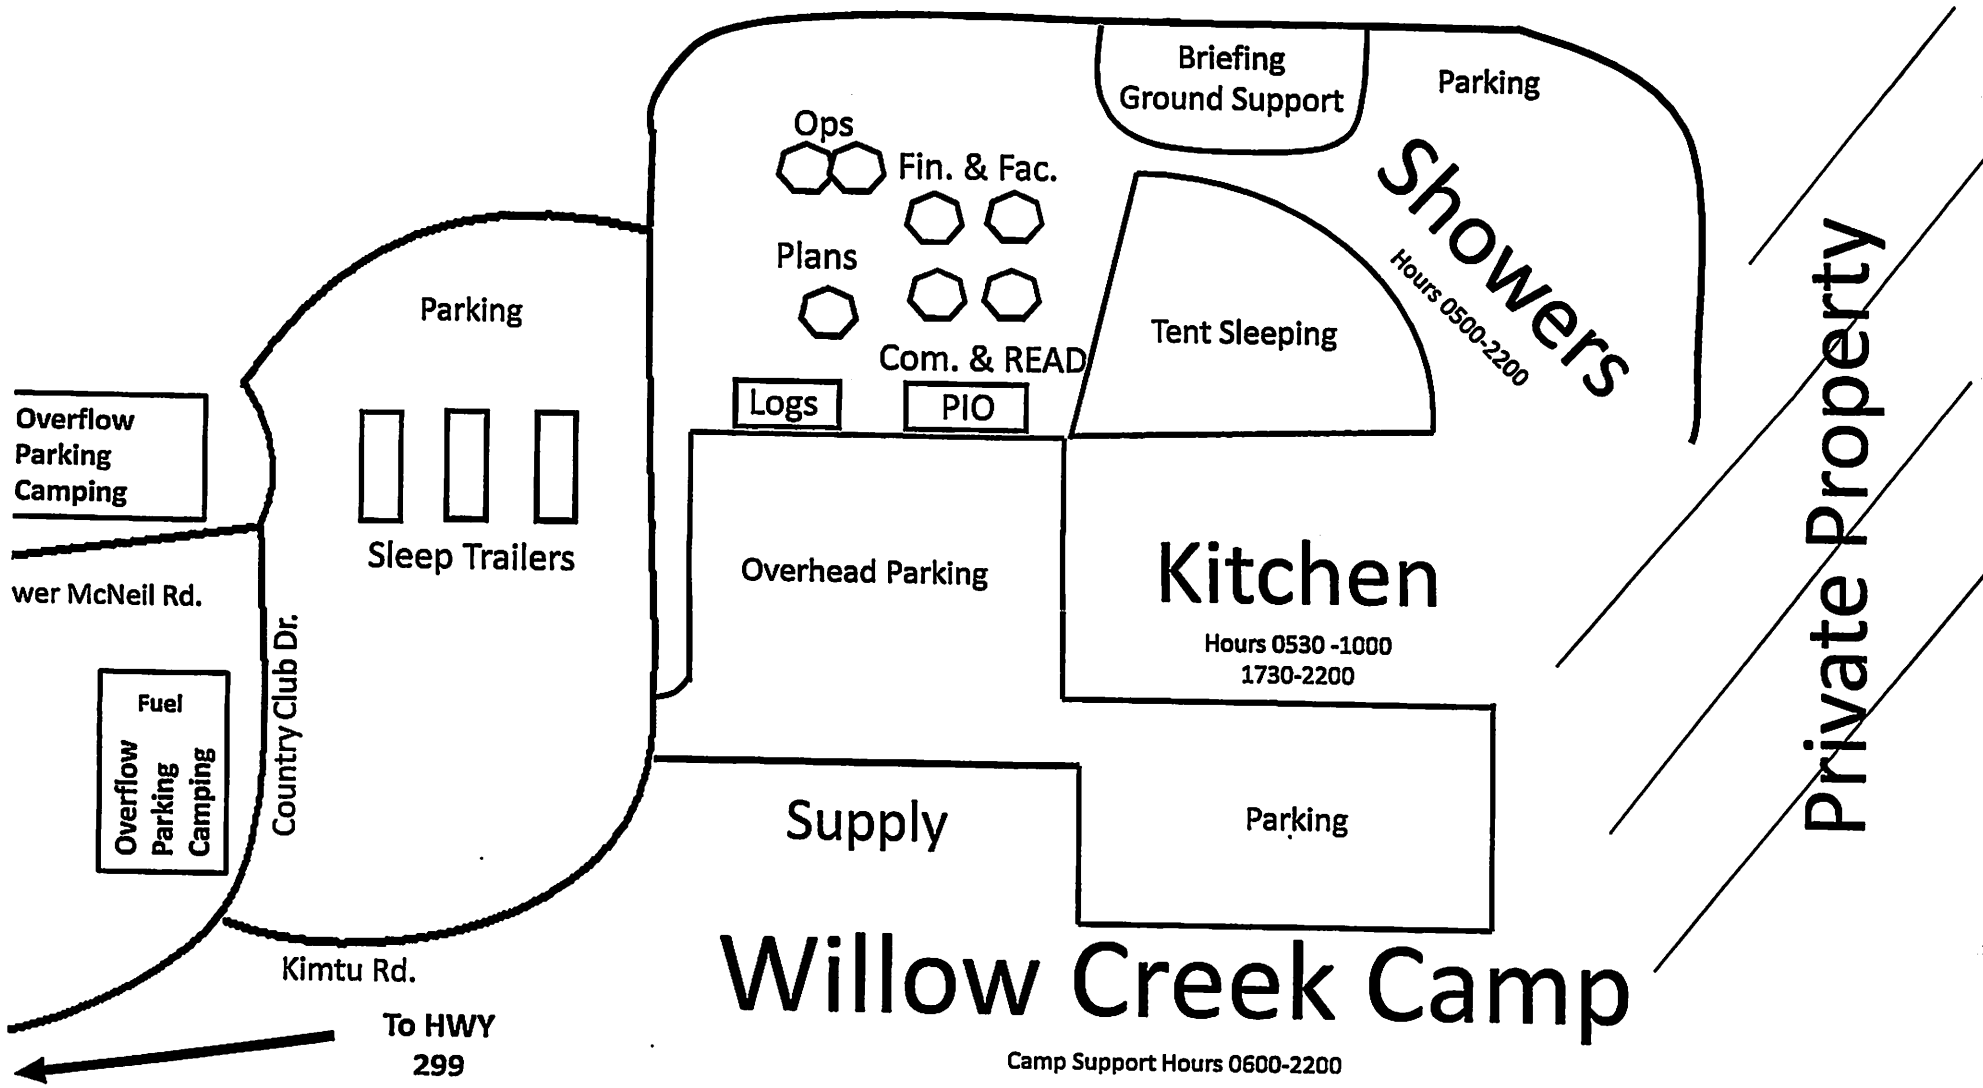 Briefing
Ground Support
Parking
Ops
Fin. & Fac.
Showers
Hours 0500-2200
Plans
Parking
Tent Sleeping
Com. & READ
Logs
PIO
Overflow
Parking
Camping
Sleep Trailers
Overhead Parking
Kitchen
Hours 0530 -1000
1730-2200
Private Property
wer McNeil Rd.
Country Club Dr.
Fuel
Overflow
Parking
Camping
Supply
Parking
Kimtu Rd.
Willow Creek Camp
To HWY
299
Camp Support Hours 0600-2200